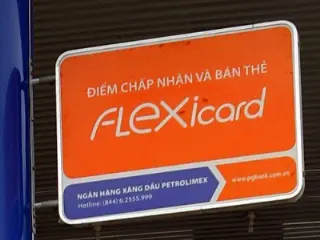 ĐIỂM CHẤP NHẬN VÀ BÁN THẺ
FLEXicard
NGÂN HÀNG XĂNG DẦU PETROLIMEX
Hotline: (844) 6.2555.999
www.pgbank.com.vn